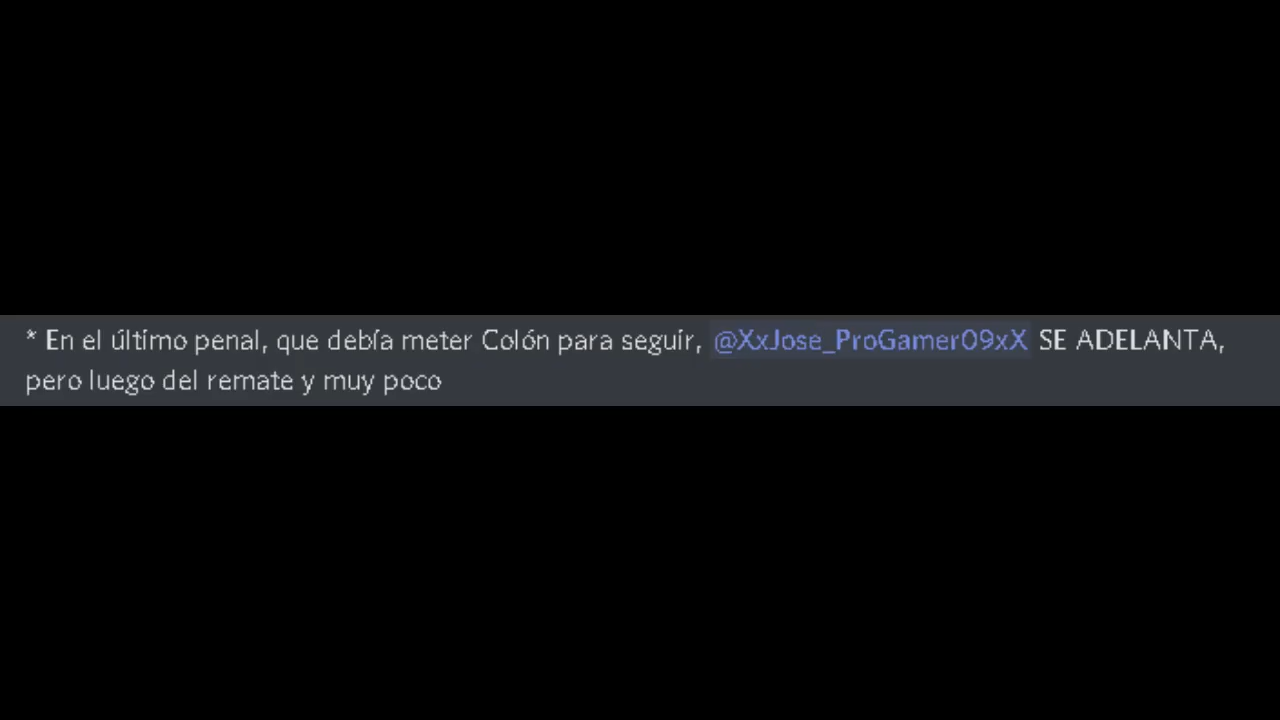 * En el último penal, que debía meter Colón para seguir, @XxJose_ProGamer09xX SE ADELANTA,
pero luego del remate y muy poco